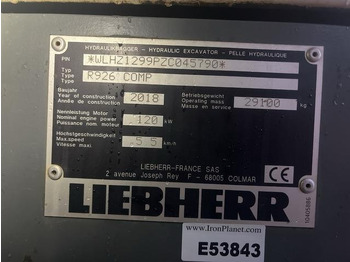 HYDRAULIKBAGGER - HYDRAULIC EXCAVATOR - PELLE HYDRAULIQUE
PIN *WLHZ1299PZC045790*
Typ
Type R926 COMP
Type
Baujahr
Year of construction 2018
Année de construction
Betriebsgewicht
Operating mass 29100 kg
Masse en service
Nennleistung Motor
Nominal engine power 120 kW
Puissance nominale
Höchstgeschwindigkeit
Max.speed 5.5 km/h
Vitesse maxi.
LIEBHERR-FRANCE SAS
2 avenue Joseph Rey F - 68005 COLMAR
CE
LIEBHERR
www.IronPlanet.com
E53843